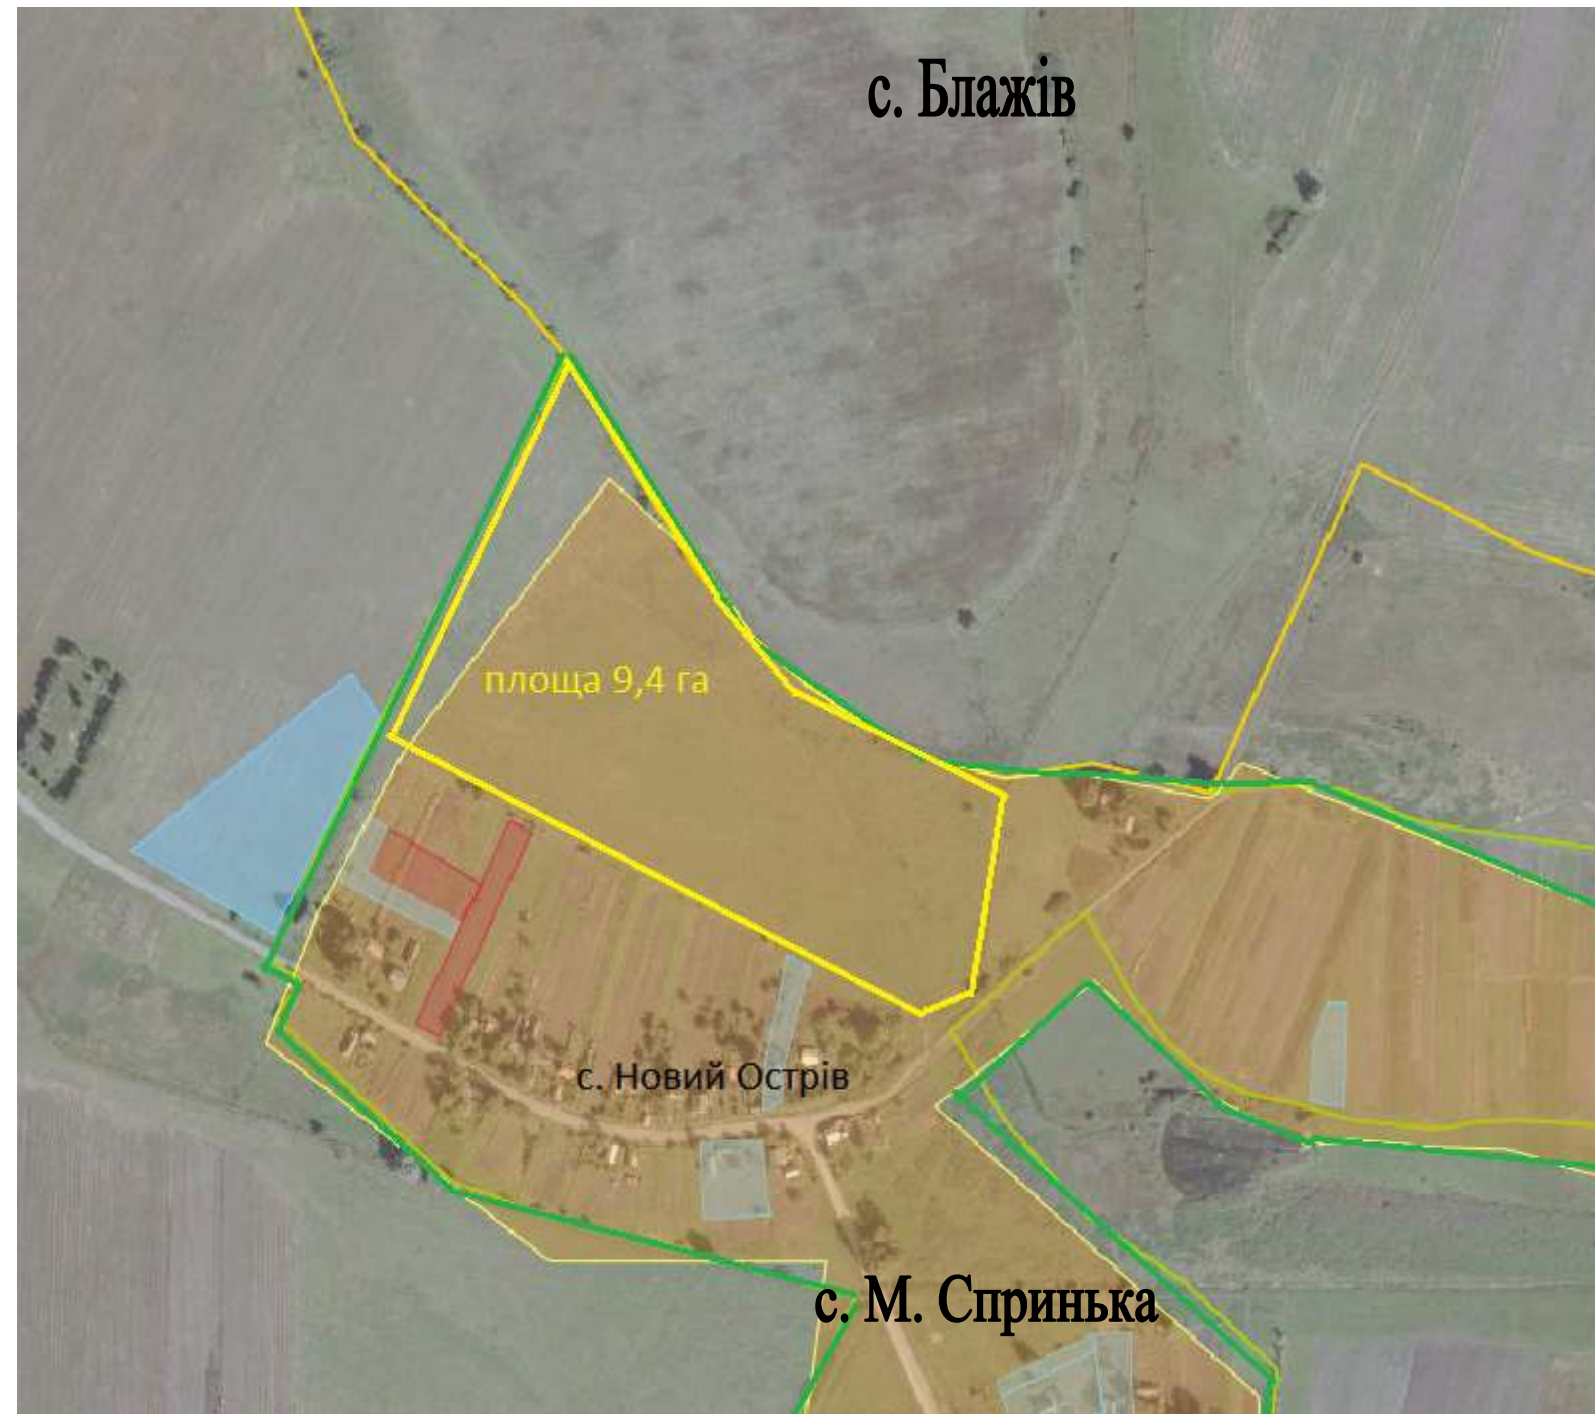 с. Блажів
площа 9,4 га
с. Новий Острів
с. М. Спринька